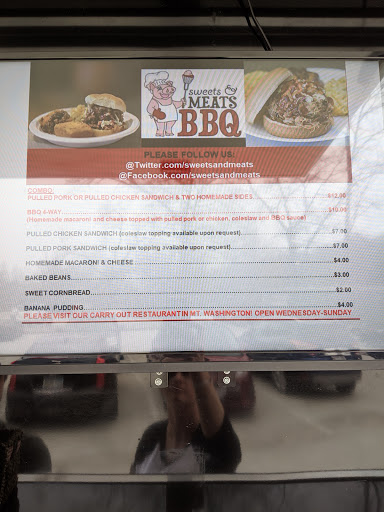 sweets &
MEATS
BBQ
PLEASE FOLLOW US:
@Twitter.com/sweetsandmeats
@Facebook.com/sweetsandmeats
COMBO:
PULLED PORK OR PULLED CHICKEN SANDWICH & TWO HOMEMADE SIDES $12.00
BBQ 4-WAY $10.00
(Homemade macaroni and cheese topped with pulled pork or chicken, coleslaw and BBQ sauce)
PULLED CHICKEN SANDWICH (coleslaw topping available upon request) $7.00
PULLED PORK SANDWICH (coleslaw topping available upon request) $7.00
HOMEMADE MACARONI & CHEESE $4.00
BAKED BEANS $3.00
SWEET CORNBREAD $2.00
BANANA PUDDING $4.00
PLEASE VISIT OUR CARRY OUT RESTAURANT IN MT. WASHINGTON! OPEN WEDNESDAY-SUNDAY